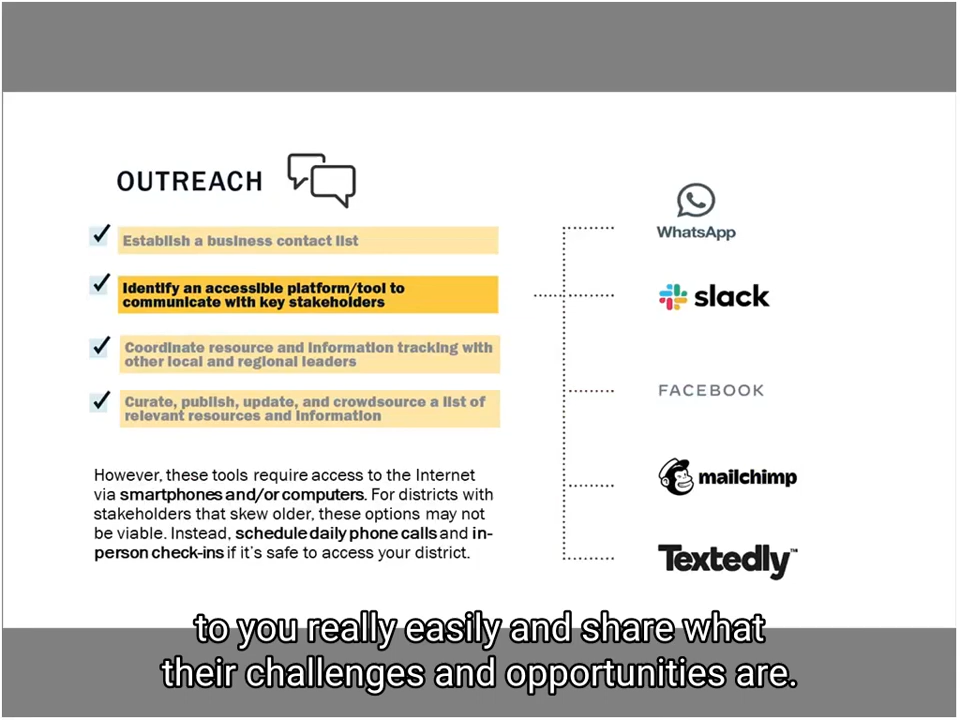 OUTREACH
Establish a business contact list
Identify an accessible platform/tool to
communicate with key stakeholders
Coordinate resource and information tracking with
other local and regional leaders
Curate, publish, update, and crowdsource a list of
relevant resources and information
However, these tools require access to the Internet
via smartphones and/or computers. For districts with
stakeholders that skew older, these options may not
be viable. Instead, schedule daily phone calls and in-
person check-ins if it's safe to access your district.
WhatsApp
slack
FACEBOOK
mailchimp
Textedly™
to you really easily and share what
their challenges and opportunities are.